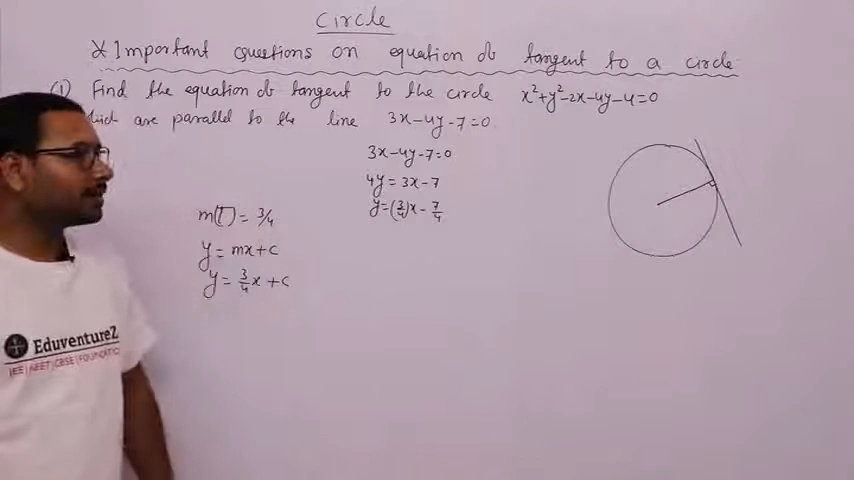 Circle
* Important questions on equation of tangent to a circle
① Find the equation of tangent to the circle x²+y²-2x-4y-4=0
which are parallel to the line 3x-4y-7=0
3x-4y-7=0
4y=3x-7
y=(3/4)x-7/4
m(T)=3/4
y=mx+c
y=3/4x+c
EduventureZ
JEE|NEET|CBSE|FOUNDATION